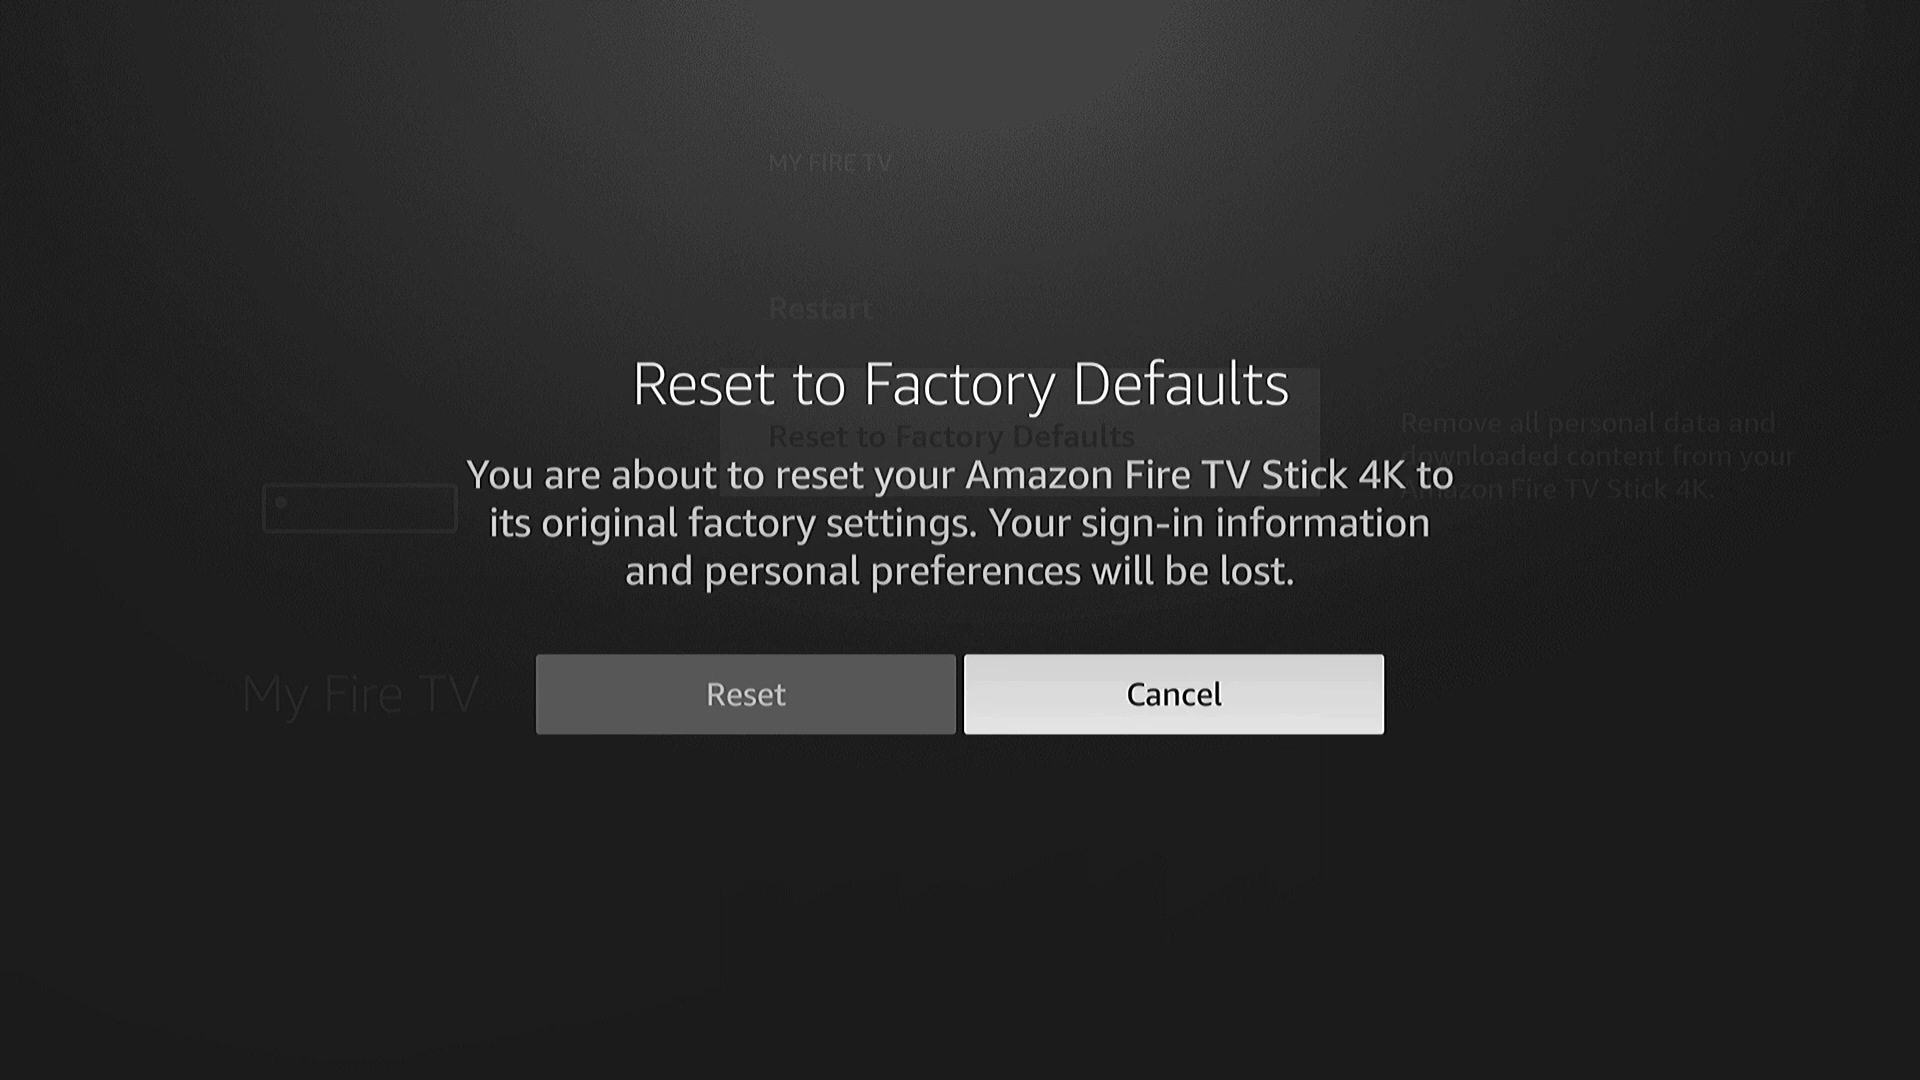 MY FIRE TV
Restart
Reset to Factory Defaults
Reset to Factory Defaults
Remove all personal data and
downloaded content from your
Amazon Fire TV Stick 4K.
You are about to reset your Amazon Fire TV Stick 4K to
its original factory settings. Your sign-in information
and personal preferences will be lost.
My Fire TV
Reset
Cancel